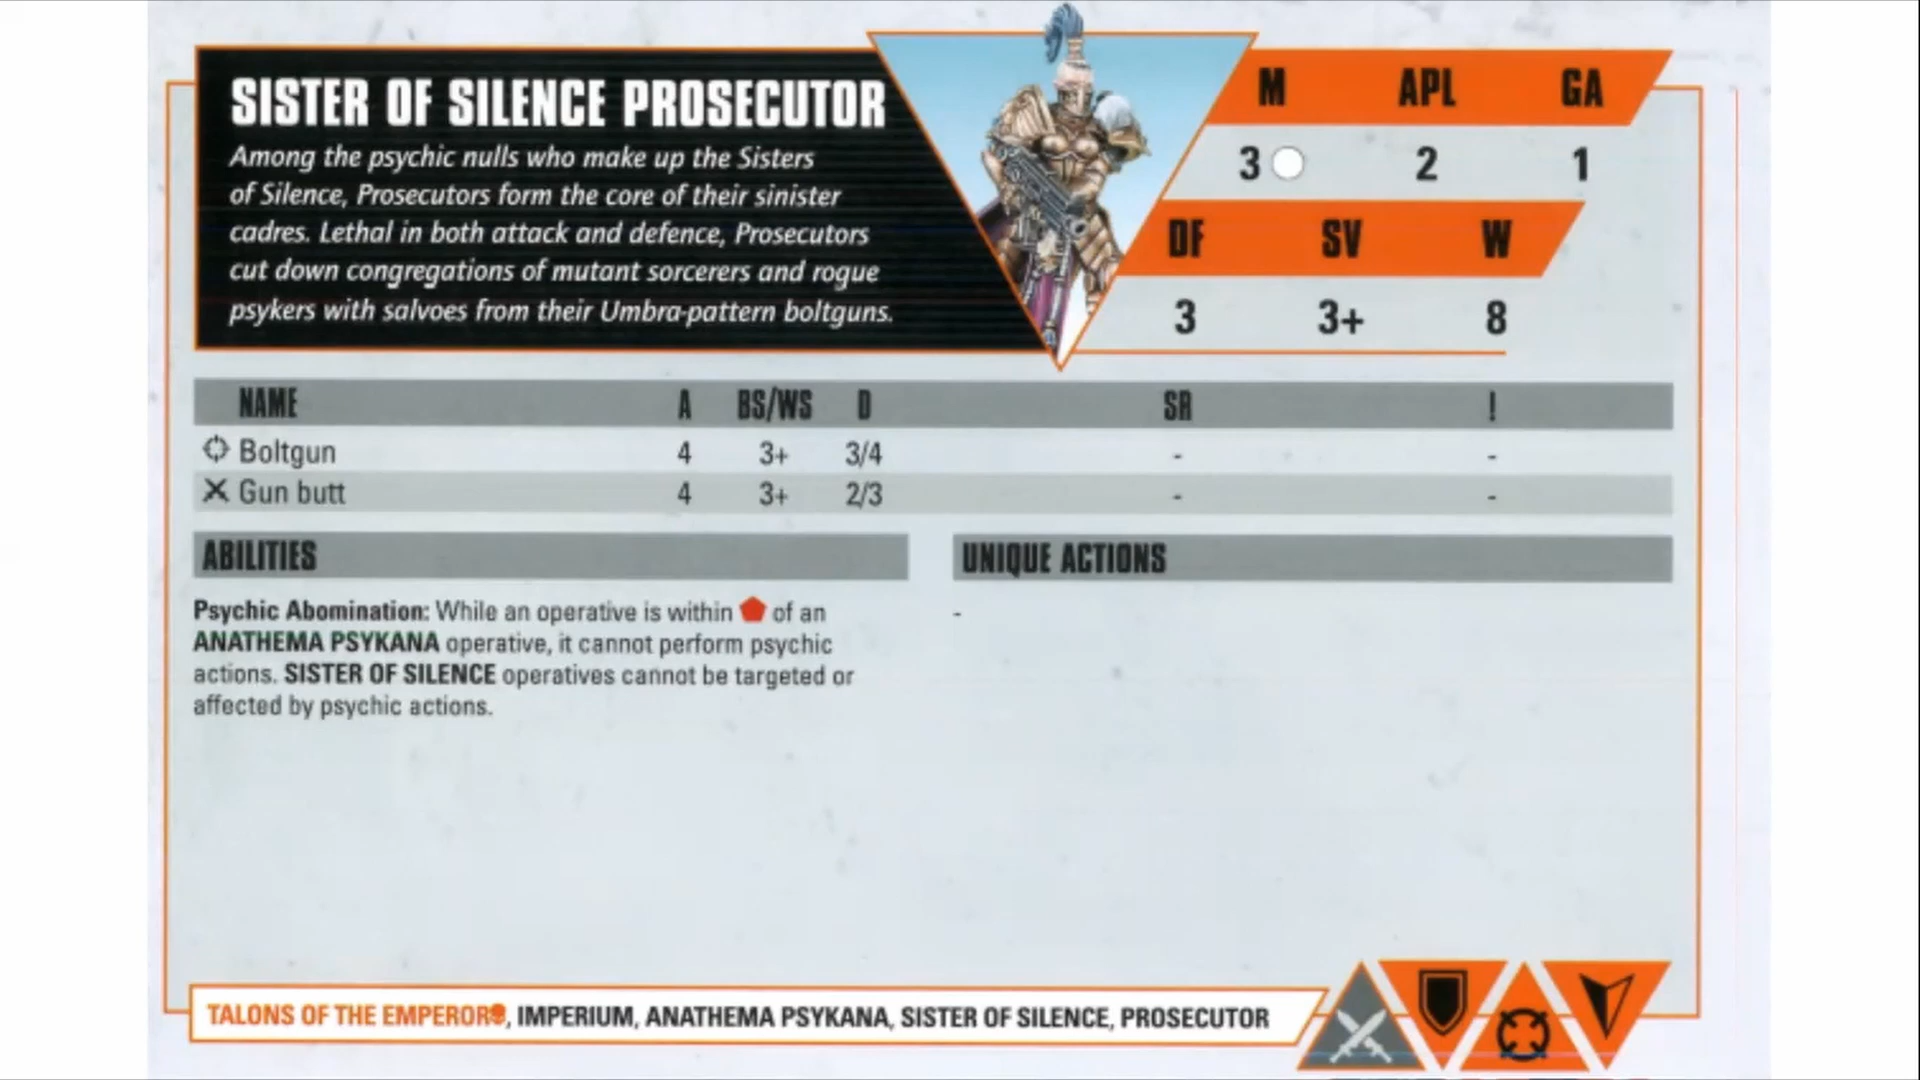 SISTER OF SILENCE PROSECUTOR
Among the psychic nulls who make up the Sisters
of Silence, Prosecutors form the core of their sinister
cadres. Lethal in both attack and defence, Prosecutors
cut down congregations of mutant sorcerers and rogue
psykers with salvoes from their Umbra-pattern boltguns.
M APL GA
3 2 1
DF SV W
3 3+ 8
NAME A BS/WS D SR !
Boltgun 4 3+ 3/4 - -
Gun butt 4 3+ 2/3 - -
ABILITIES
Psychic Abomination: While an operative is within of an
ANATHEMA PSYKANA operative, it cannot perform psychic
actions. SISTER OF SILENCE operatives cannot be targeted or
affected by psychic actions.
UNIQUE ACTIONS
-
TALONS OF THE EMPEROR, IMPERIUM, ANATHEMA PSYKANA, SISTER OF SILENCE, PROSECUTOR